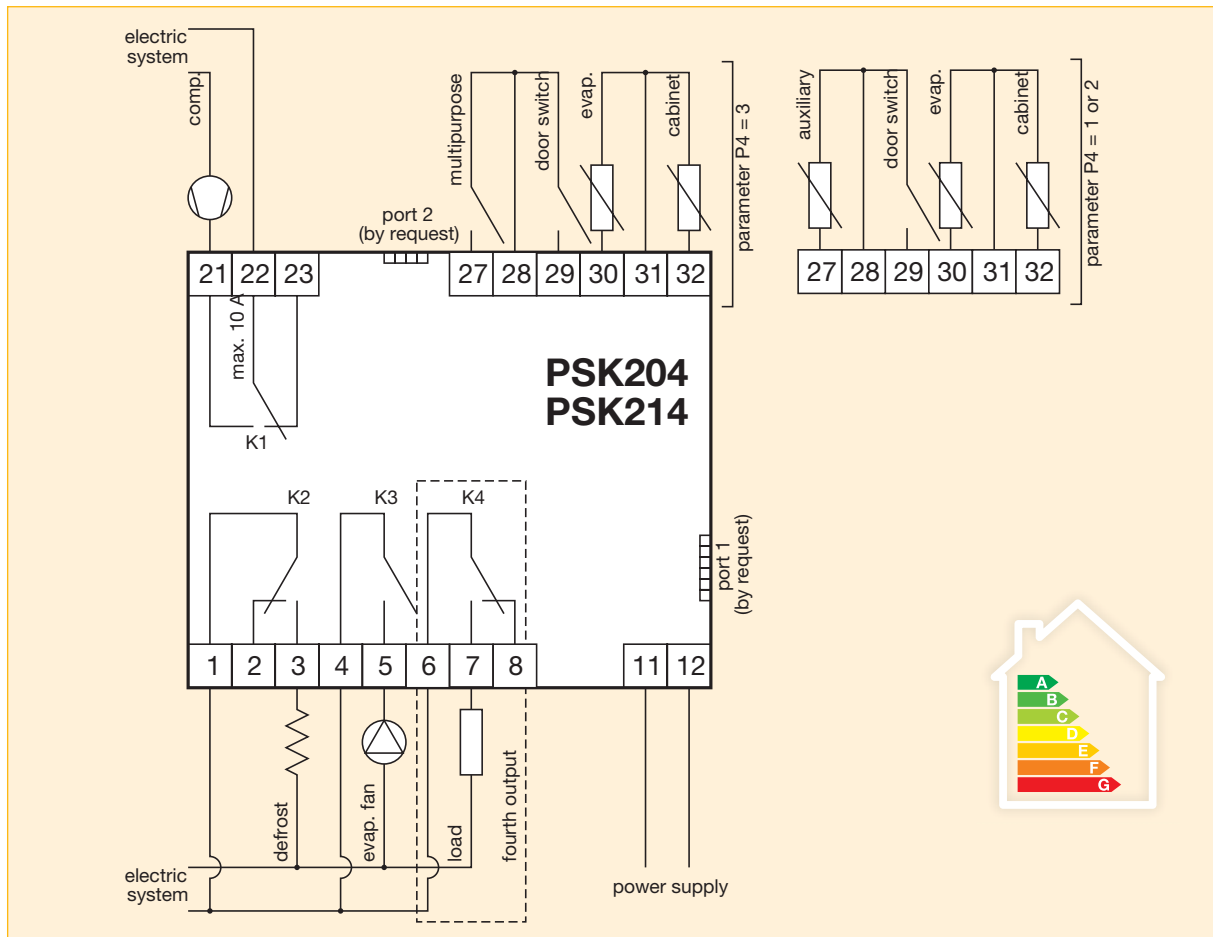 electric
system
comp.
multipurpose
door switch
evap.
cabinet
parameter P4 = 3
auxiliary
door switch
evap.
cabinet
parameter P4 = 1 or 2
port 2
(by request)
21 22 23
27 28 29 30 31 32
27 28 29 30 31 32
max. 10 A
K1
PSK204
PSK214
K2
K3
K4
port 1
(by request)
1 2 3 4 5 6 7 8
11 12
defrost
evap. fan
load
fourth output
electric
system
power supply
A
B
C
D
E
F
G